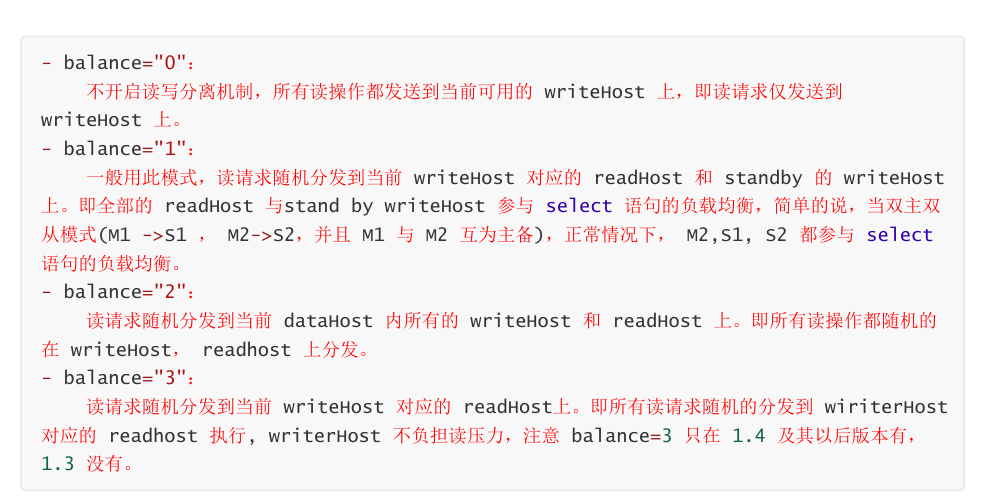 - balance="0":
不开启读写分离机制，所有读操作都发送到当前可用的 writeHost 上，即读请求仅发送到
writeHost 上。
- balance="1":
一般用此模式，读请求随机分发到当前 writeHost 对应的 readHost 和 standby 的 writeHost
上。即全部的 readHost 与stand by writeHost 参与 select 语句的负载均衡，简单的说，当双主双
从模式(M1 ->S1 ， M2->S2，并且 M1 与 M2 互为主备)，正常情况下， M2,S1, S2 都参与 select
语句的负载均衡。
- balance="2":
读请求随机分发到当前 dataHost 内所有的 writeHost 和 readHost 上。即所有读操作都随机的
在 writeHost， readhost 上分发。
- balance="3":
读请求随机分发到当前 writeHost 对应的 readHost上。即所有读请求随机的分发到 wiriterHost
对应的 readhost 执行, writerHost 不负担读压力，注意 balance=3 只在 1.4 及其以后版本有，
1.3 没有。